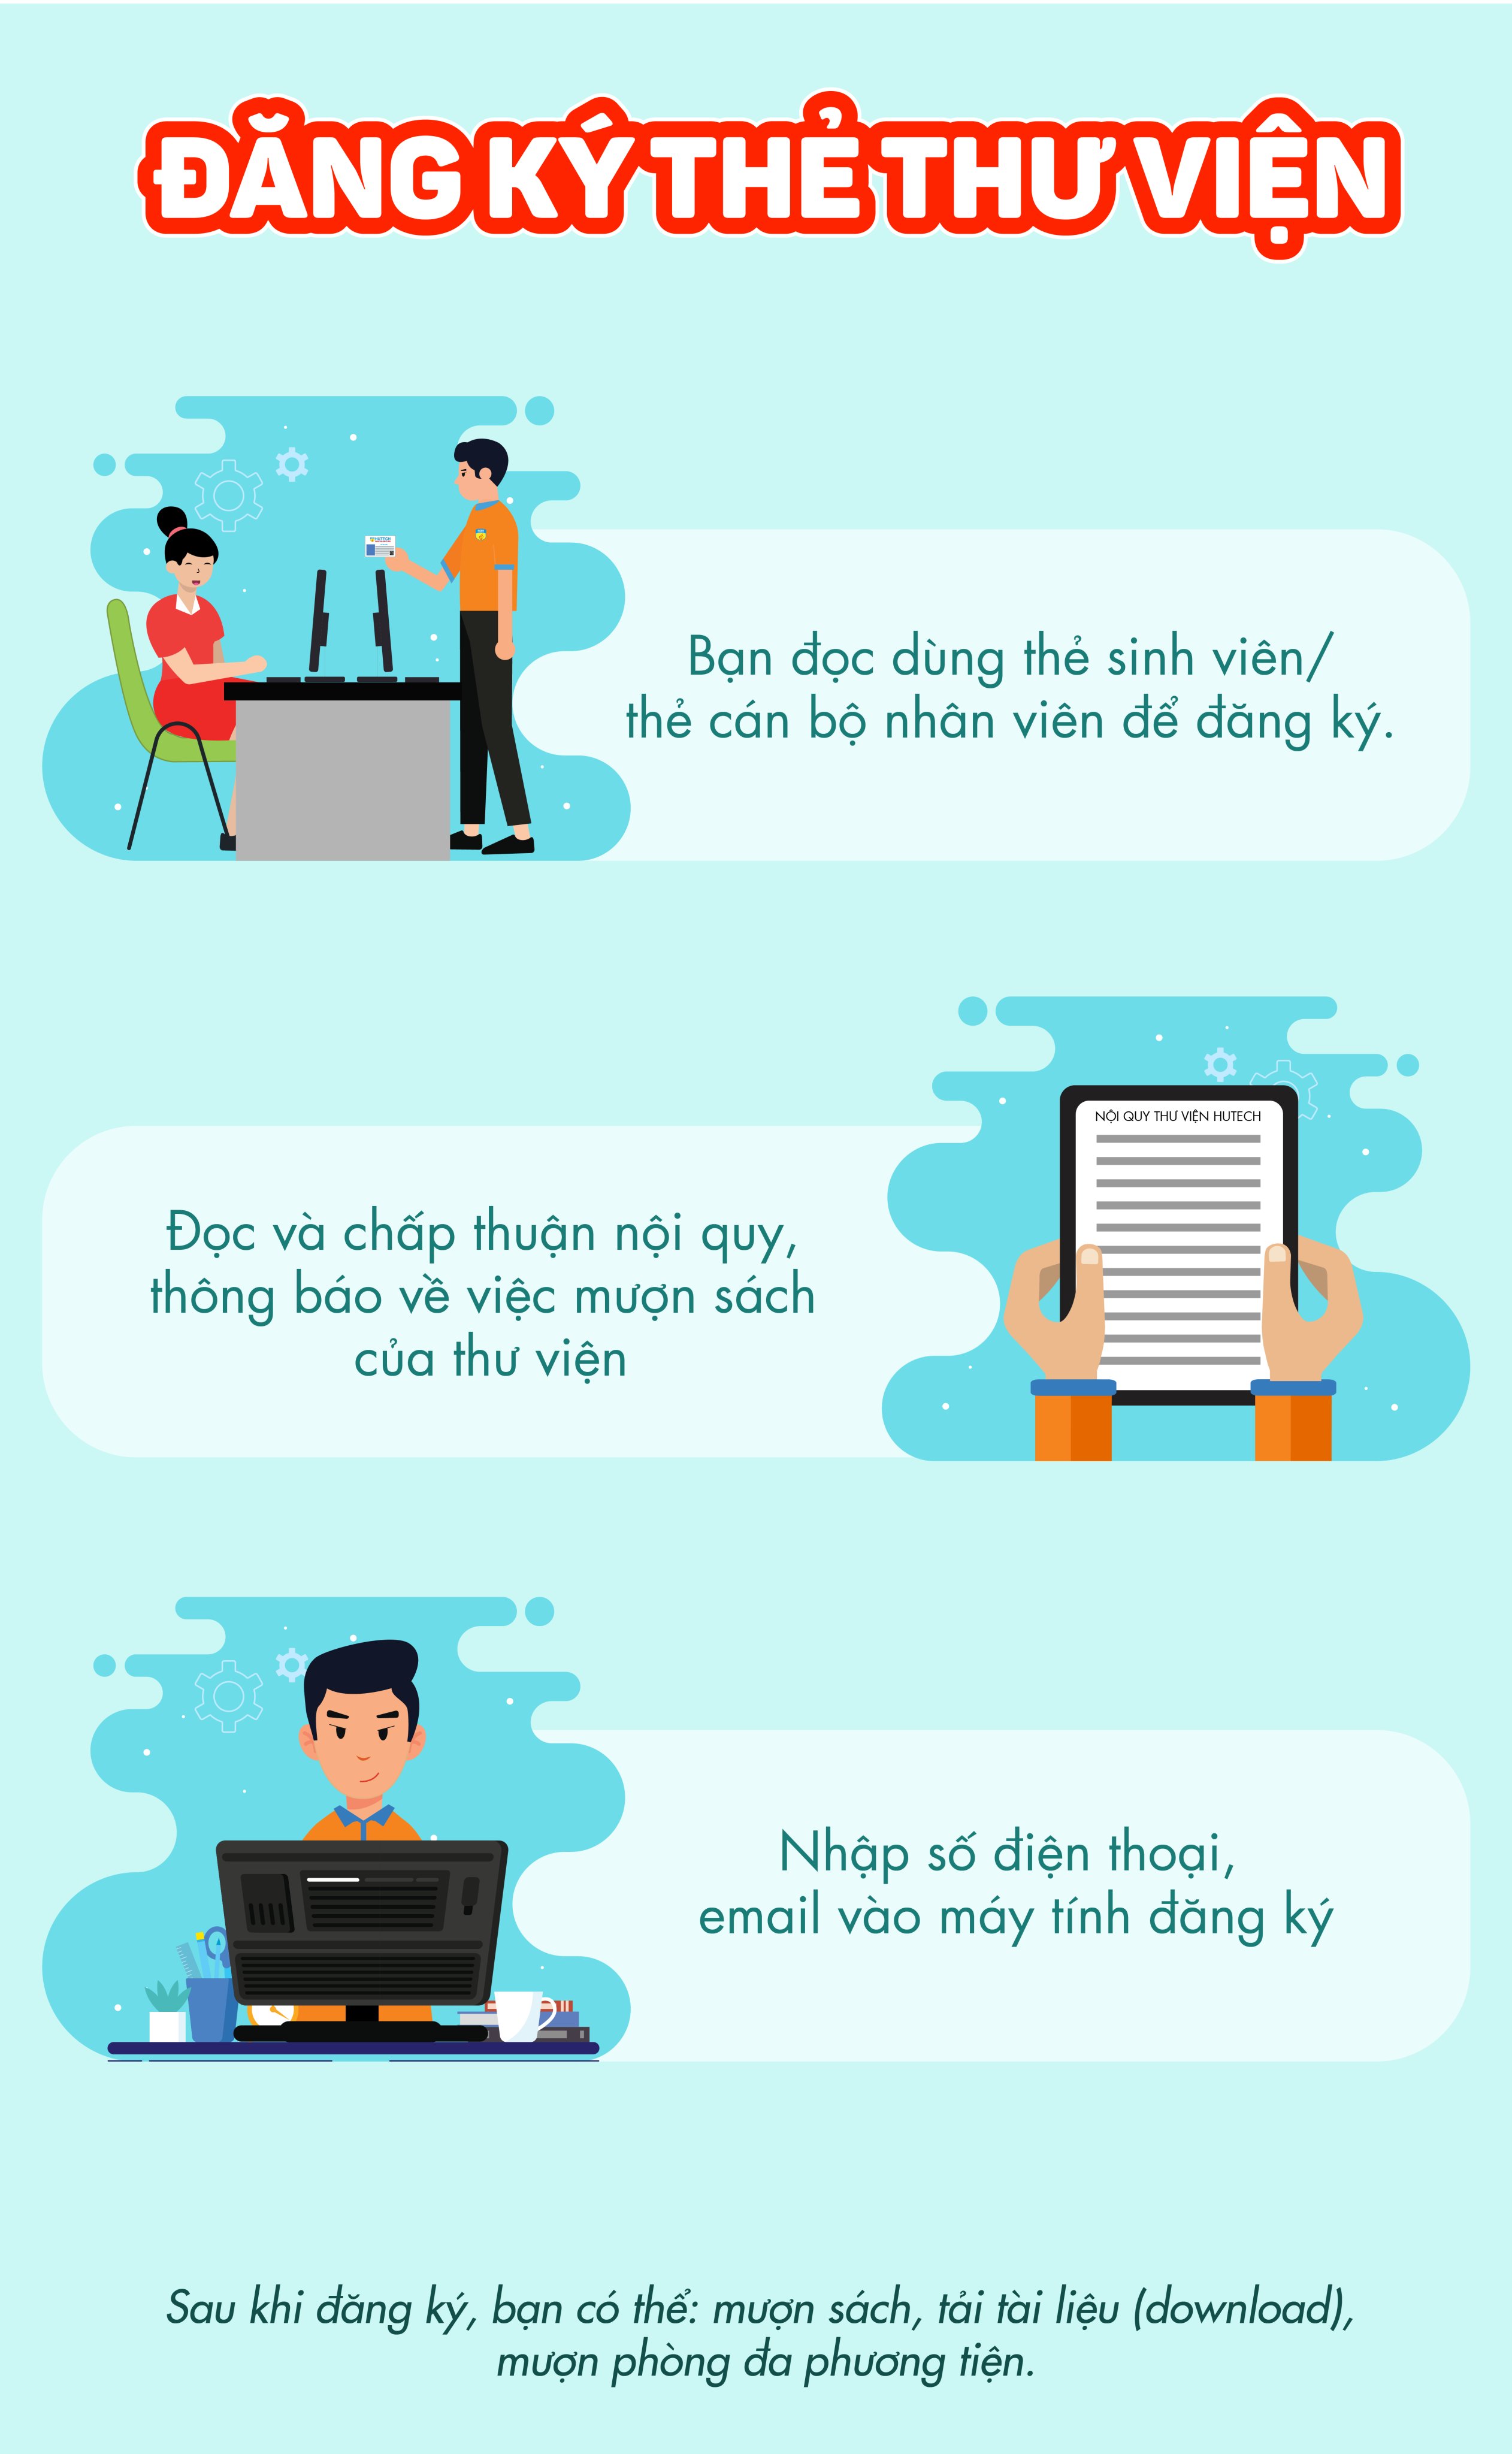 ĐĂNG KÝ THẺ THƯ VIỆN
Bạn đọc dùng thẻ sinh viên/
thẻ cán bộ nhân viên để đăng ký.
NỘI QUY THƯ VIỆN HUTECH
Đọc và chấp thuận nội quy,
thông báo về việc mượn sách
của thư viện
Nhập số điện thoại,
email vào máy tính đăng ký
Sau khi đăng ký, bạn có thể: mượn sách, tải tài liệu (download),
mượn phòng đa phương tiện.